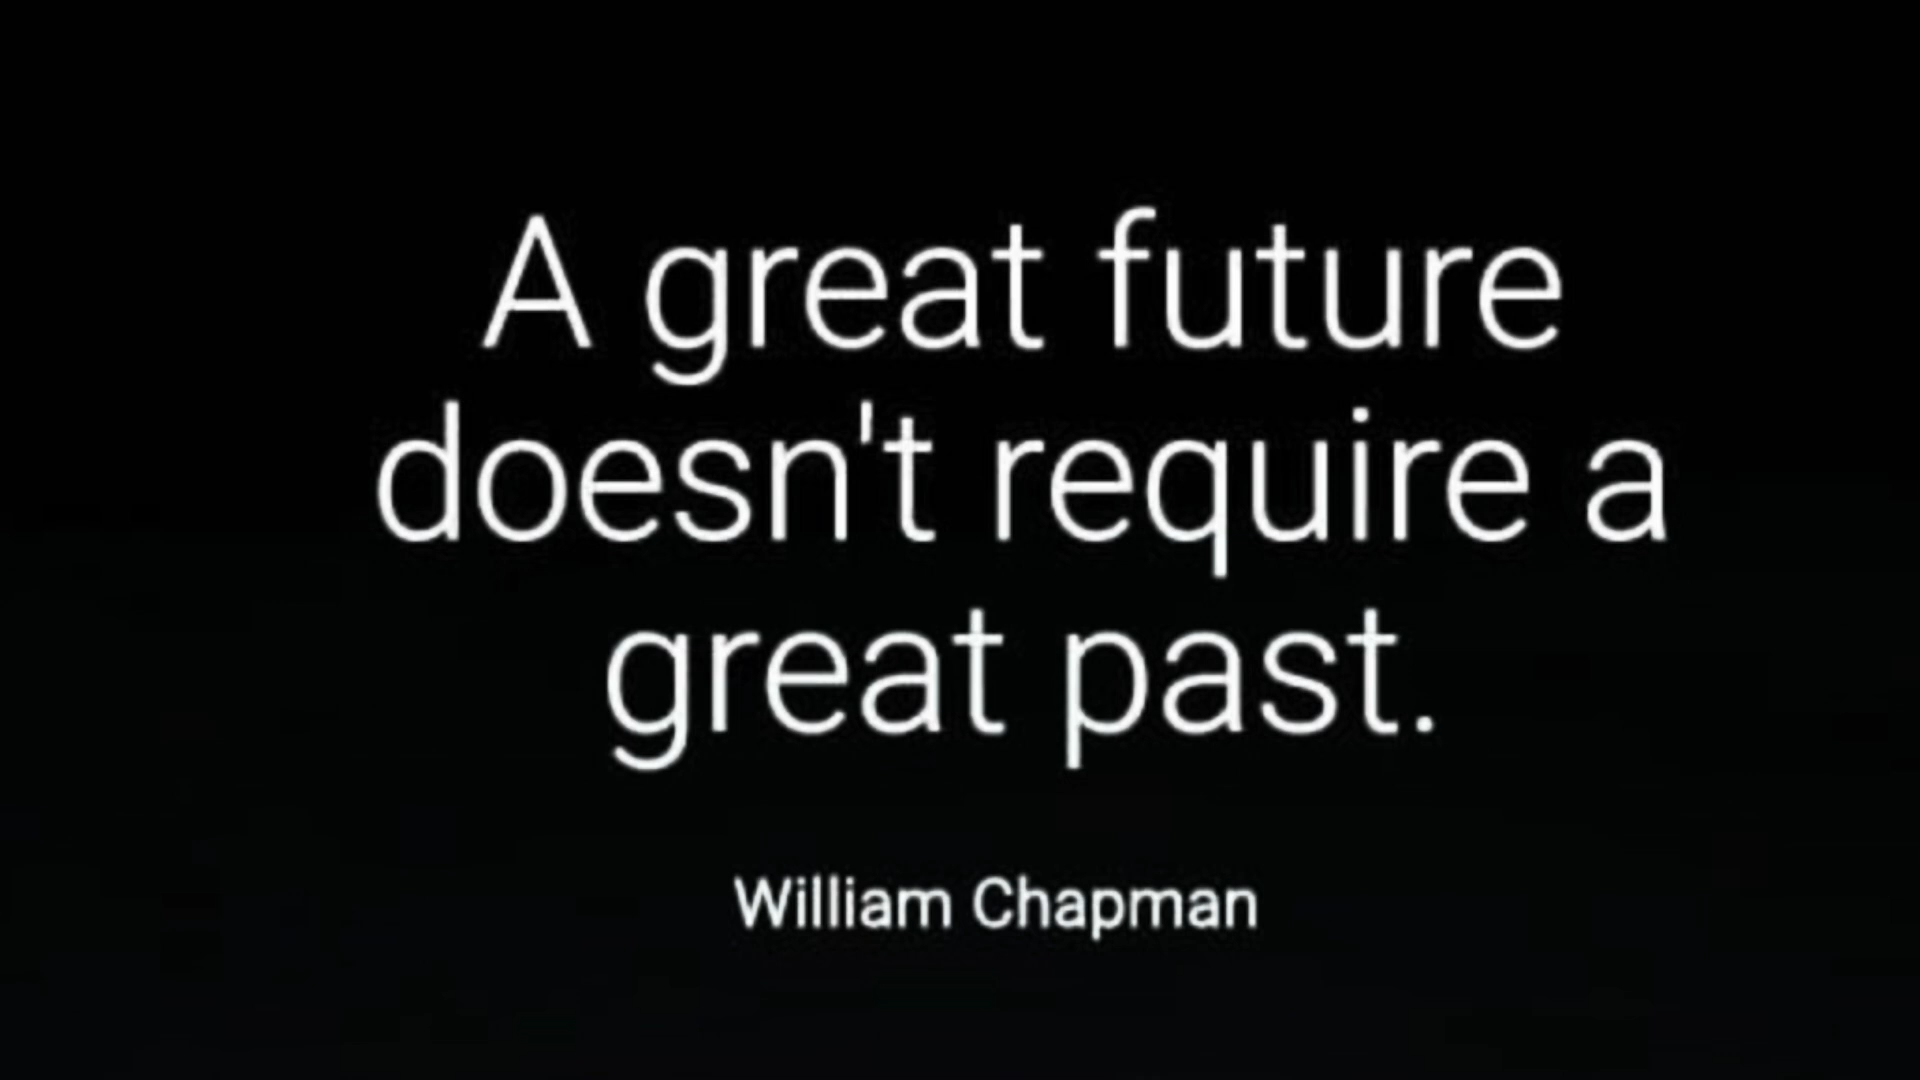 A great future
doesn't require a
great past.
William Chapman